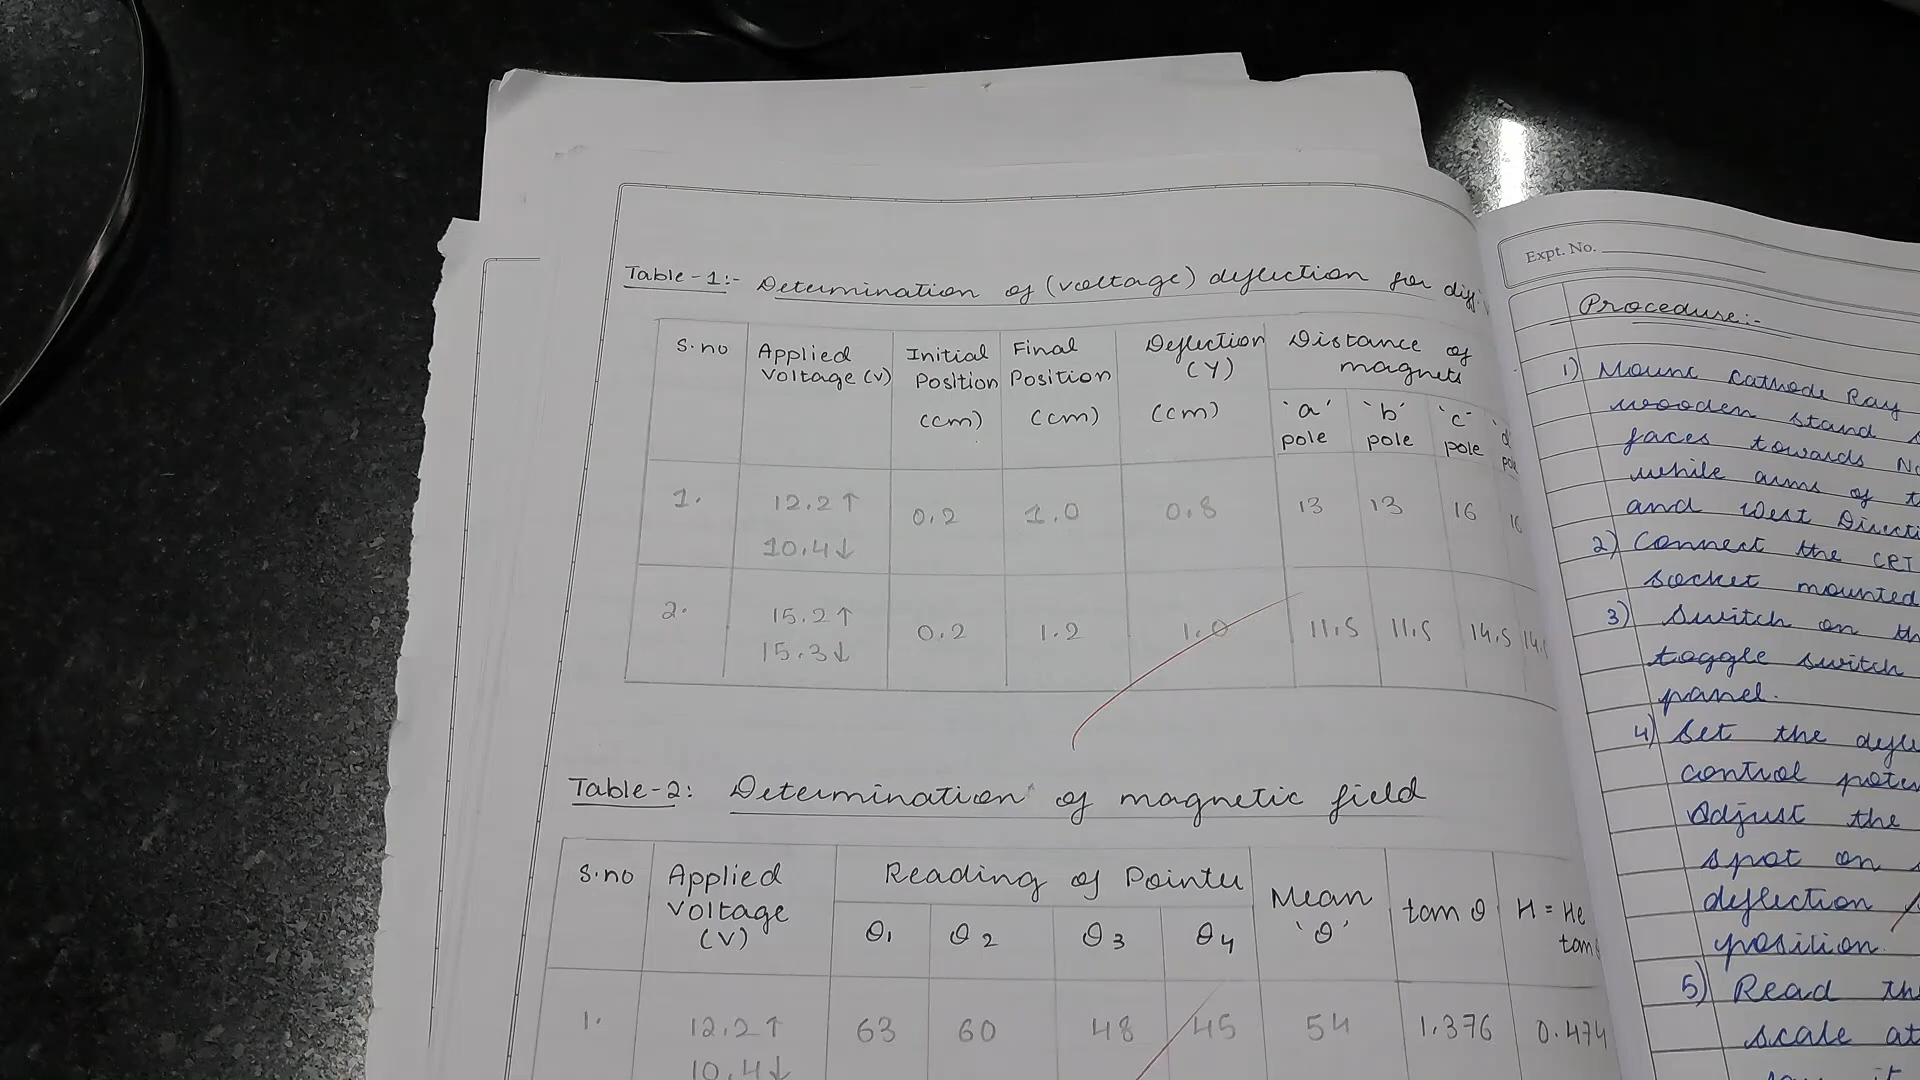 Table-1:- Determination of (voltage) deflection for diff.
S.no Applied Voltage (V) Initial Position (cm) Final Position (cm) Deflection (Y) (cm) Distance of magnets
'a' pole 'b' pole 'c' pole 'd'
1. 12.2↑ 10.4↓ 0.2 1.0 0.8 13 13 16
2. 15.2↑ 15.3↓ 0.2 1.2 1.0 11.5 11.5 14.5
Table-2: Determination of magnetic field
S.no Applied Voltage (V) Reading of Pointer Mean 'θ' tan θ H = He tan
θ1 θ2 θ3 θ4
1. 12.2↑ 10.4↓ 63 60 48 45 54 1.376 0.474
Expt. No.
Procedure:-
1) Mount Cathode Ray
wooden stand
faces towards
while arms of
and West
2) Connect the CRT
socket mounted
3) Switch on
toggle switch
panel.
4) Set the
control
Adjust the
spot on
deflection
position.
5) Read
scale at